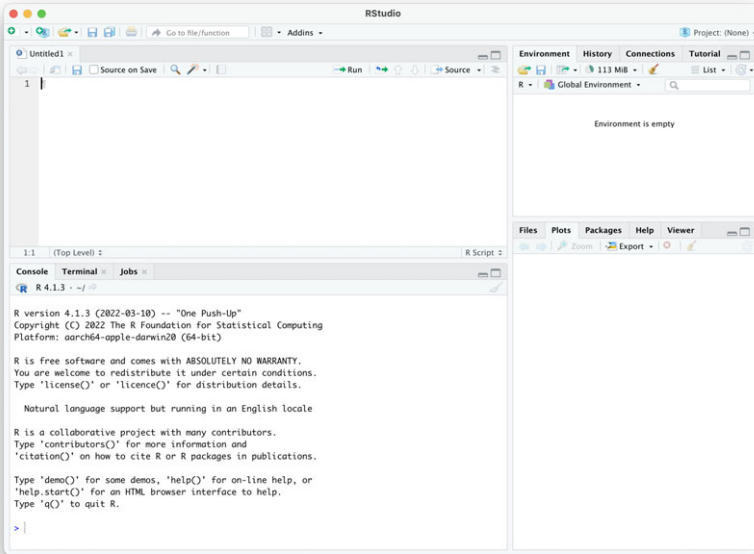 RStudio
Go to file/function
Addins
Project: (None)
Untitled1
Source on Save
Run
Source
1
1:1
(Top Level)
R Script
Console
Terminal
Jobs
R 4.1.3 · ~/
R version 4.1.3 (2022-03-10) -- "One Push-Up"
Copyright (C) 2022 The R Foundation for Statistical Computing
Platform: aarch64-apple-darwin20 (64-bit)
R is free software and comes with ABSOLUTELY NO WARRANTY.
You are welcome to redistribute it under certain conditions.
Type 'license()' or 'licence()' for distribution details.
Natural language support but running in an English locale
R is a collaborative project with many contributors.
Type 'contributors()' for more information and
'citation()' on how to cite R or R packages in publications.
Type 'demo()' for some demos, 'help()' for on-line help, or
'help.start()' for an HTML browser interface to help.
Type 'q()' to quit R.
>
Environment
History
Connections
Tutorial
113 MiB
List
R
Global Environment
Environment is empty
Files
Plots
Packages
Help
Viewer
Zoom
Export